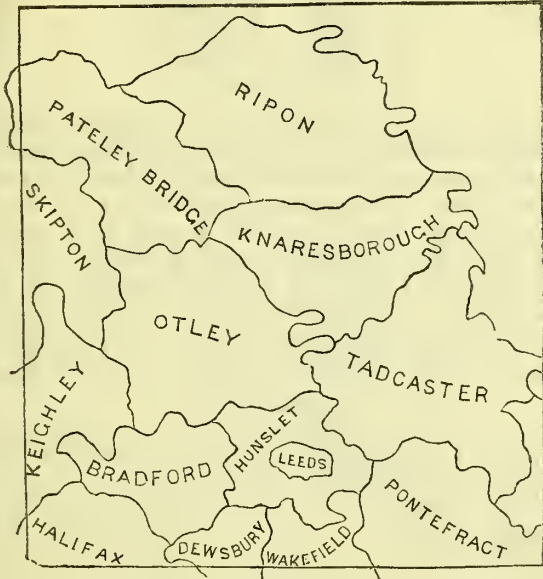 RIPON
PATELEY BRIDGE
SKIPTON
KNARESBOROUGH
OTLEY
TADCASTER
KEIGHLEY
HUNSLET
LEEDS
BRADFORD
PONTEFRACT
HALIFAX
DEWSBURY
WAKEFIELD